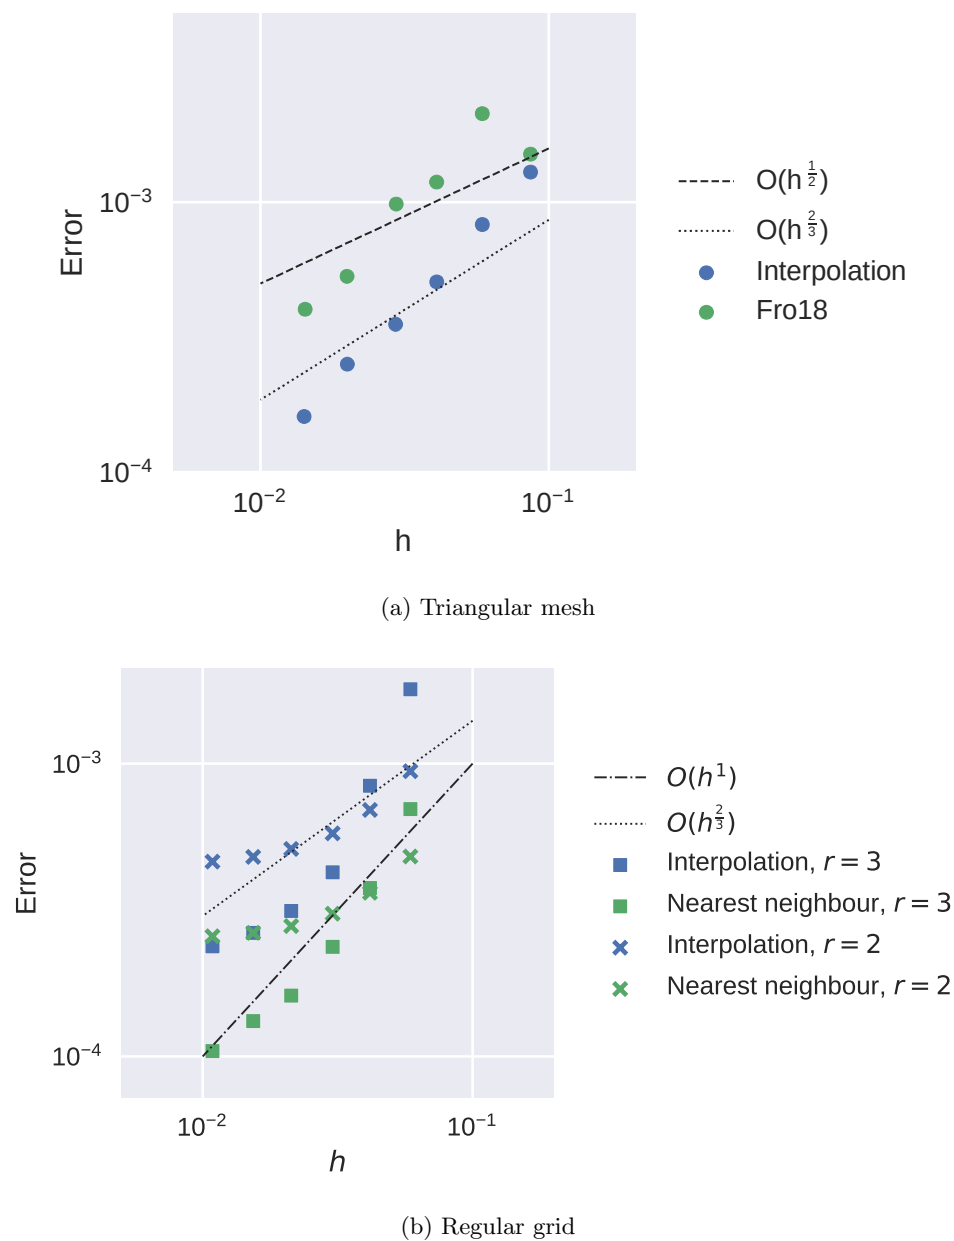 10⁻³
10⁻⁴
Error
10⁻²
10⁻¹
h
O(h^{1/2})
O(h^{2/3})
Interpolation
Fro18
(a) Triangular mesh
10⁻³
10⁻⁴
Error
10⁻²
10⁻¹
h
O(h¹)
O(h^{2/3})
Interpolation, r = 3
Nearest neighbour, r = 3
Interpolation, r = 2
Nearest neighbour, r = 2
(b) Regular grid